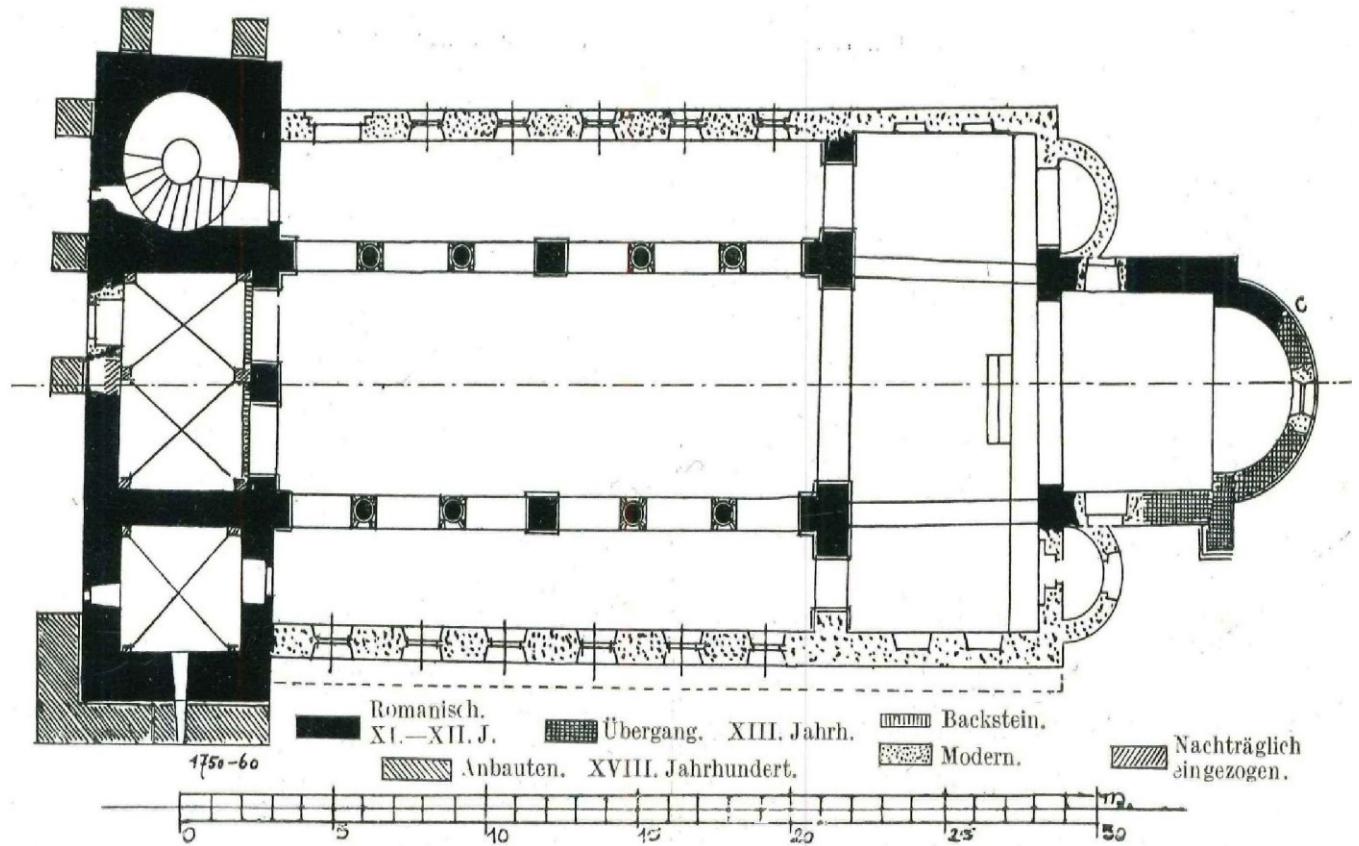 C
Romanisch.
XI.—XII. J.
Übergang. XIII. Jahrh.
Backstein.
Modern.
Nachträglich
eingezogen.
1750-60
Anbauten. XVIII. Jahrhundert.
m.
0 5 10 15 20 25 30